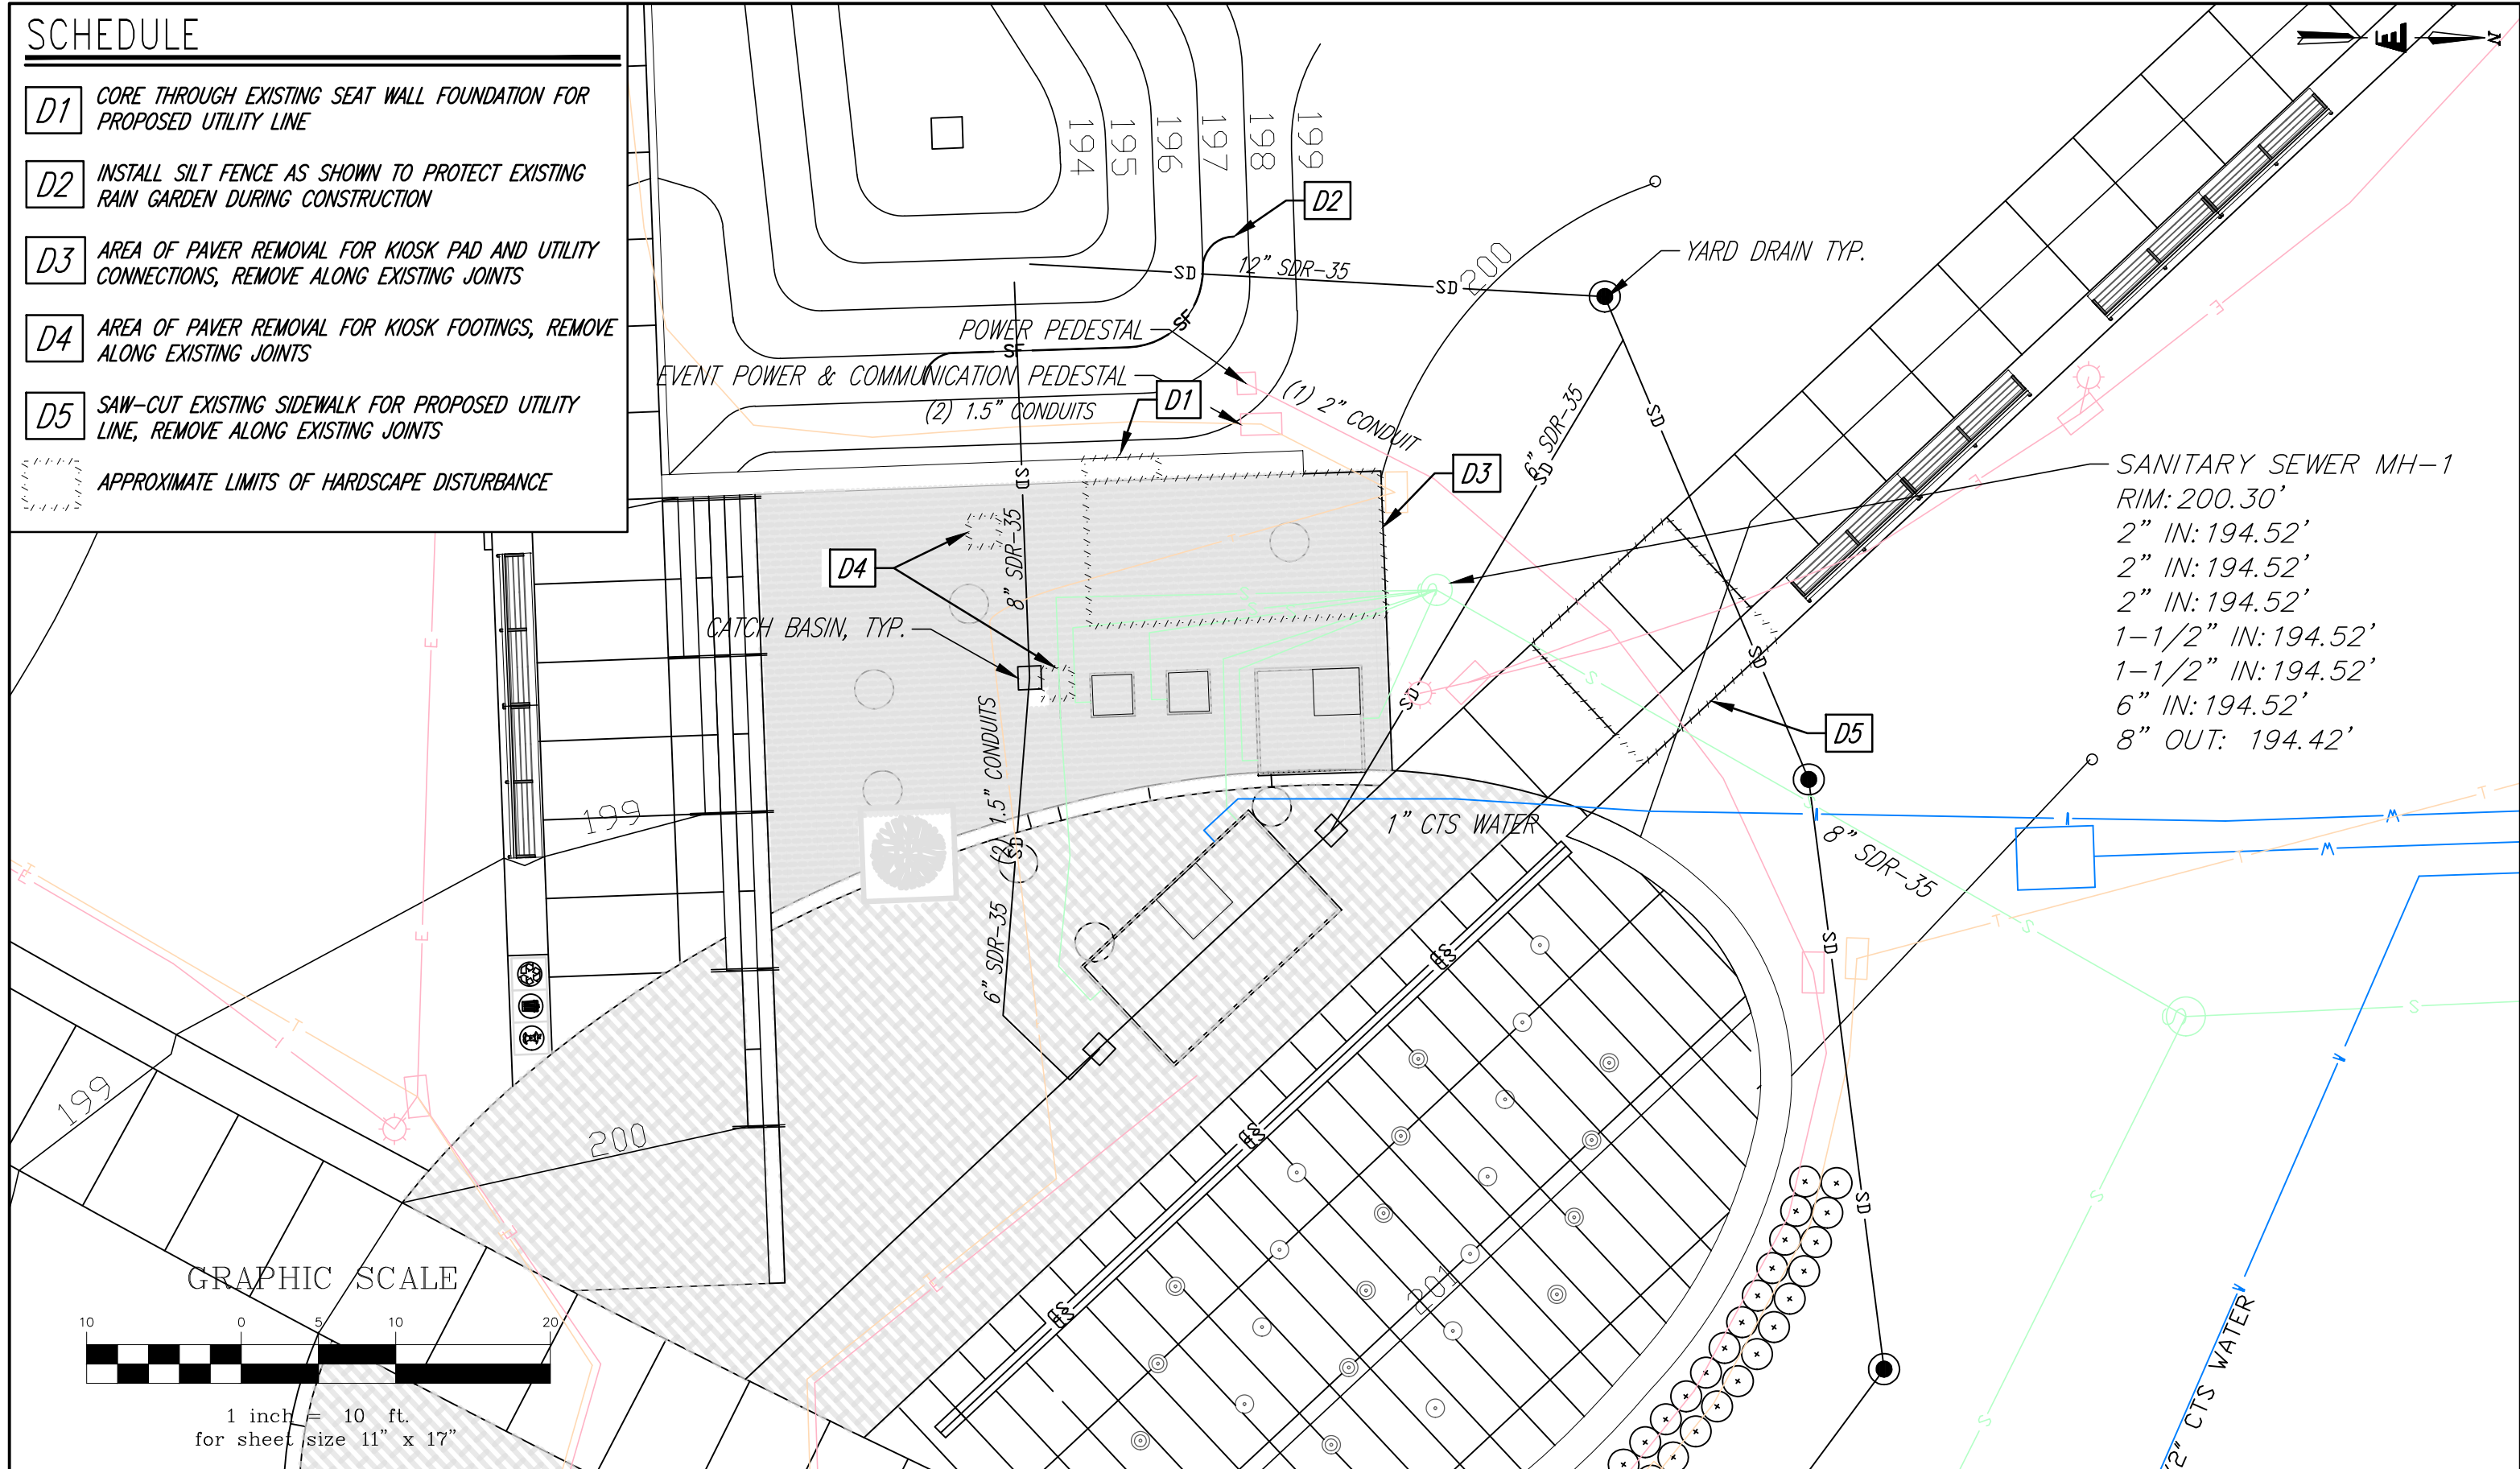 SCHEDULE
D1
CORE THROUGH EXISTING SEAT WALL FOUNDATION FOR
PROPOSED UTILITY LINE
D2
INSTALL SILT FENCE AS SHOWN TO PROTECT EXISTING
RAIN GARDEN DURING CONSTRUCTION
D3
AREA OF PAVER REMOVAL FOR KIOSK PAD AND UTILITY
CONNECTIONS, REMOVE ALONG EXISTING JOINTS
D4
AREA OF PAVER REMOVAL FOR KIOSK FOOTINGS, REMOVE
ALONG EXISTING JOINTS
D5
SAW-CUT EXISTING SIDEWALK FOR PROPOSED UTILITY
LINE, REMOVE ALONG EXISTING JOINTS
APPROXIMATE LIMITS OF HARDSCAPE DISTURBANCE
N
194
195
196
197
198
199
D2
200
YARD DRAIN TYP.
SD
12" SDR-35
SD
POWER PEDESTAL
SF
SF
EVENT POWER & COMMUNICATION PEDESTAL
(2) 1.5" CONDUITS
D1
(1) 2" CONDUIT
6" SDR-35
SD
SD
D3
SD
8" SDR-35
D4
CATCH BASIN, TYP.
SANITARY SEWER MH-1
RIM: 200.30'
2" IN: 194.52'
2" IN: 194.52'
2" IN: 194.52'
1-1/2" IN: 194.52'
1-1/2" IN: 194.52'
6" IN: 194.52'
8" OUT: 194.42'
SD
SD
D5
(2) 1.5" CONDUITS
SD
6" SDR-35
1" CTS WATER
8" SDR-35
W
W
E
E
E
E
E
T
T
T
T
T
S
S
S
S
S
S
SD
SD
SD
SD
SD
199
199
200
201
W
W
2" CTS WATER
GRAPHIC SCALE
10
0
5
10
20
1 inch = 10 ft.
for sheet size 11" x 17"